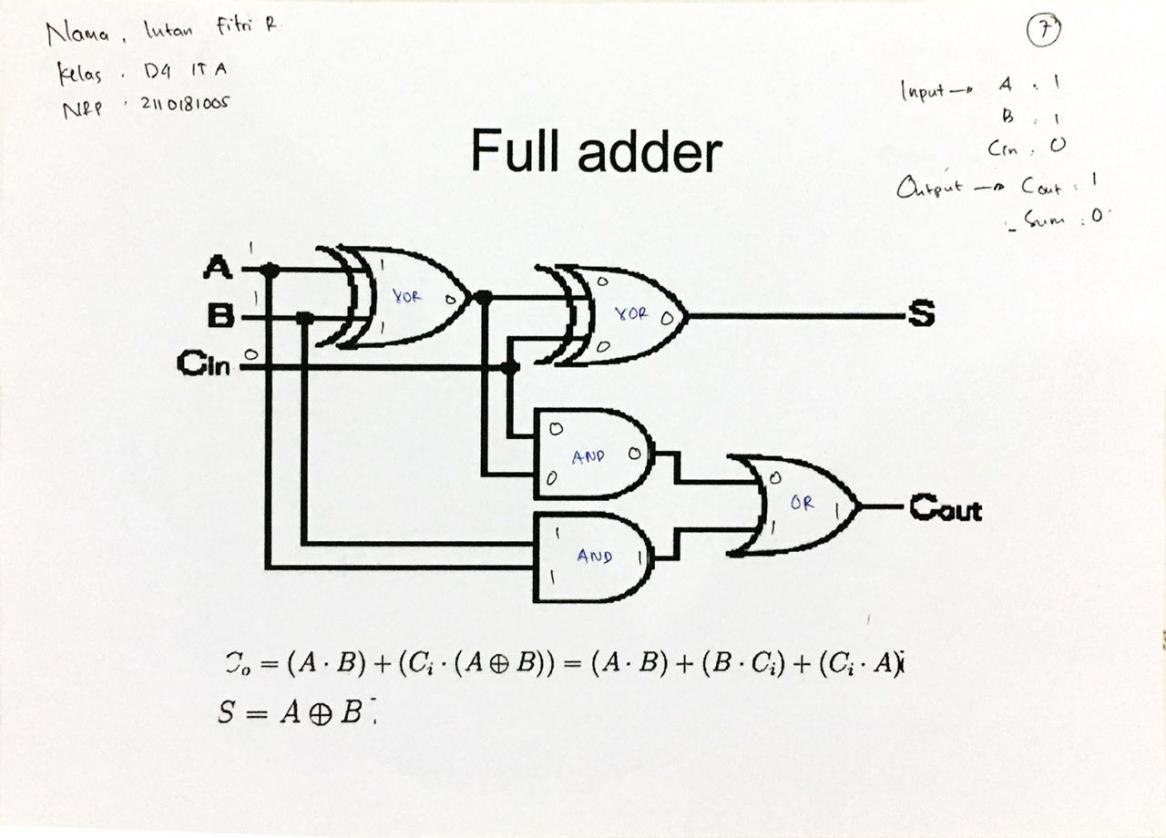 Nama, Intan Fitri R
Kelas. D4 IT A
NRP : 2110181005
7
Input → A . 1
B . 1
Cin . 0
Output → Cout : 1
- Sum : 0
Full adder
A 1
B 1
Cin 0
1 XOR 0
1
0
XOR 0
0
S
0
AND 0
0
1
AND 1
1
0
OR 1
1
Cout
C₀ = (A · B) + (Cᵢ · (A ⊕ B)) = (A · B) + (B · Cᵢ) + (Cᵢ · A)
S = A ⊕ B